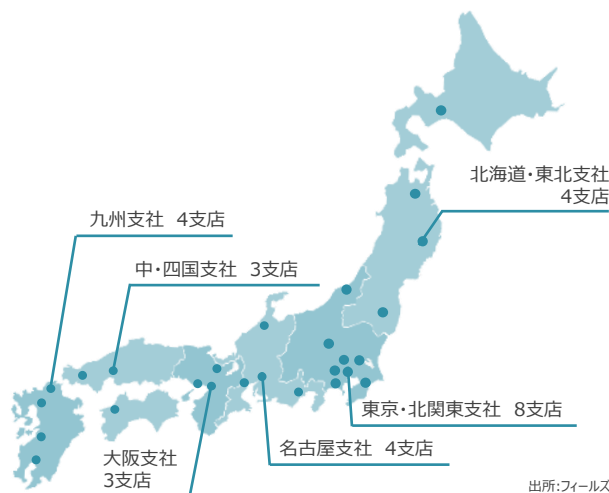 北海道・東北支社
4支店
九州支社 4支店
中・四国支社 3支店
東京・北関東支社 8支店
名古屋支社 4支店
大阪支社
3支店
出所:フィールズ